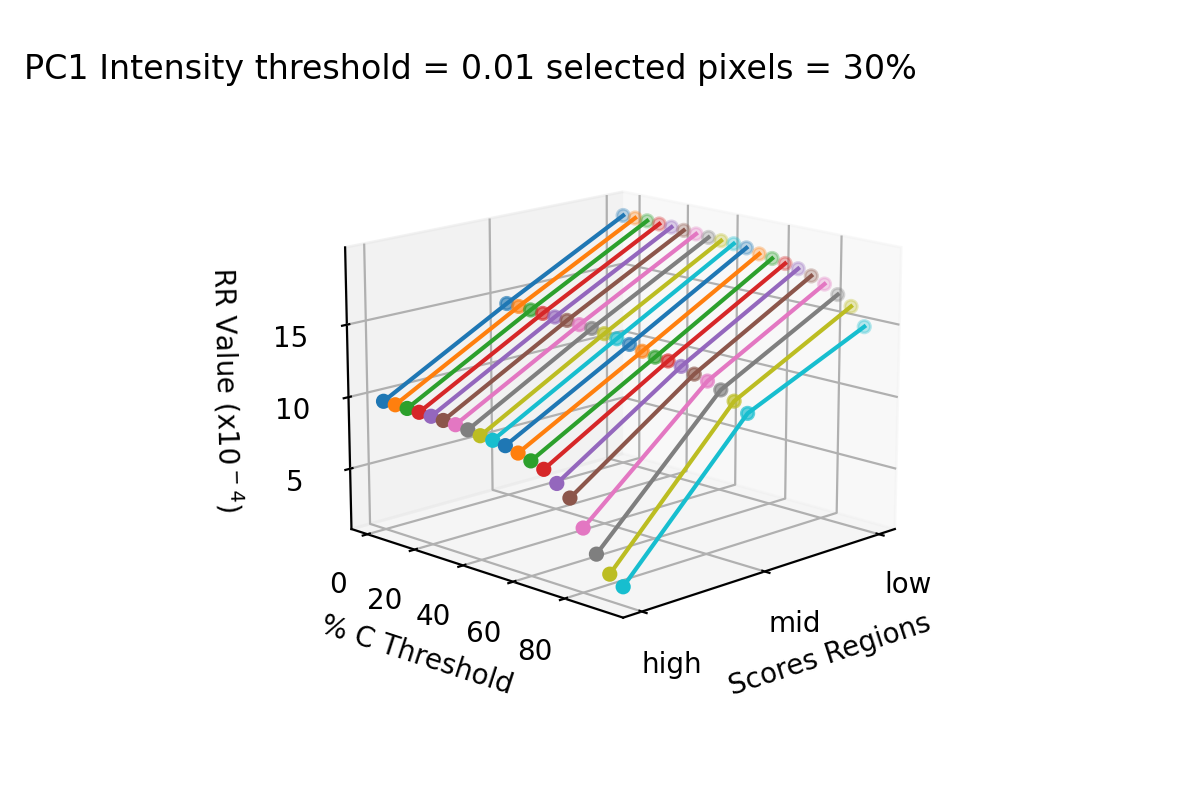 PC1 Intensity threshold = 0.01 selected pixels = 30%
RR Value (x10⁻⁴)
15
10
5
0
20
40
60
80
% C Threshold
high
mid
low
Scores Regions